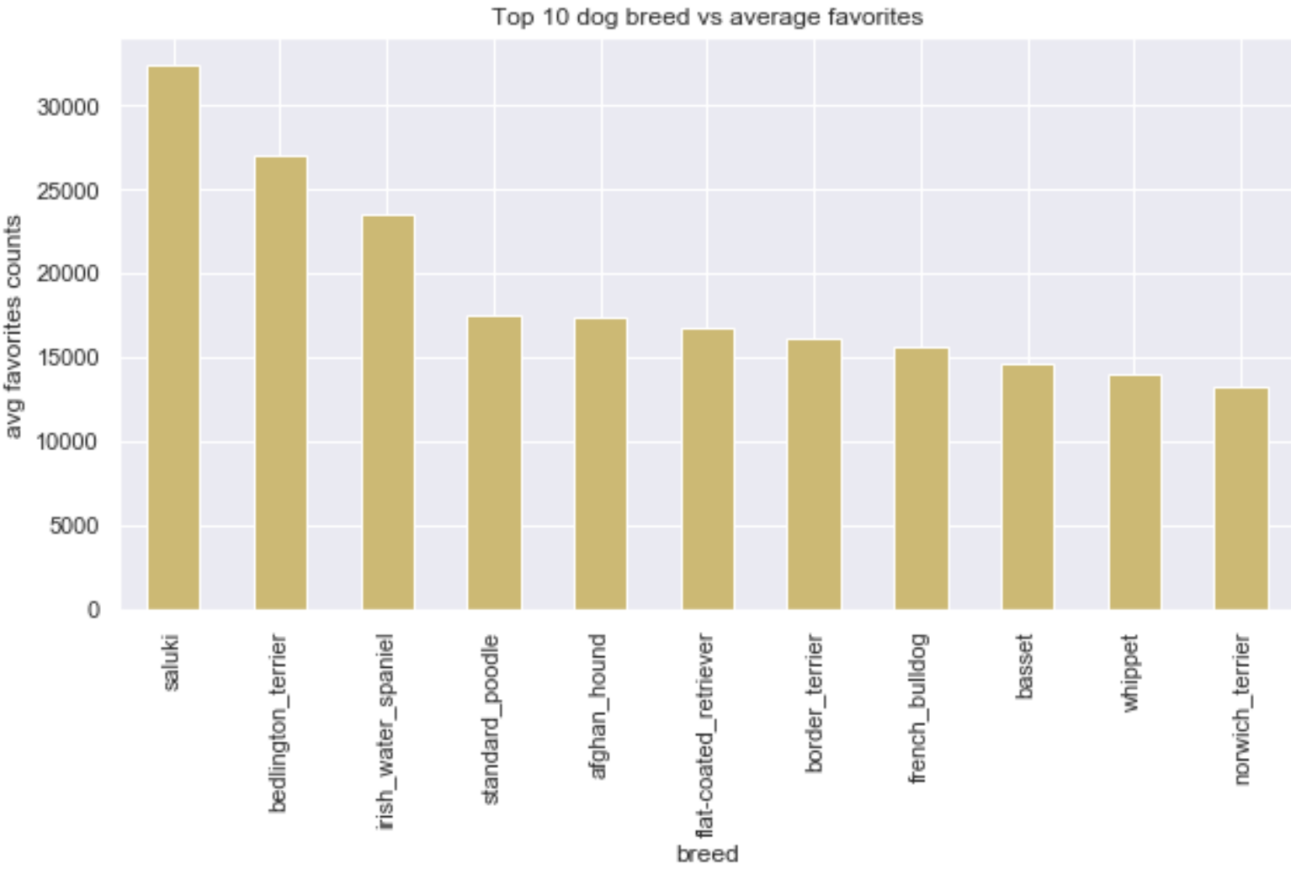 Top 10 dog breed vs average favorites
avg favorites counts
30000
25000
20000
15000
10000
5000
0
saluki
bedlington_terrier
irish_water_spaniel
standard_poodle
afghan_hound
flat-coated_retriever
border_terrier
french_bulldog
basset
whippet
norwich_terrier
breed